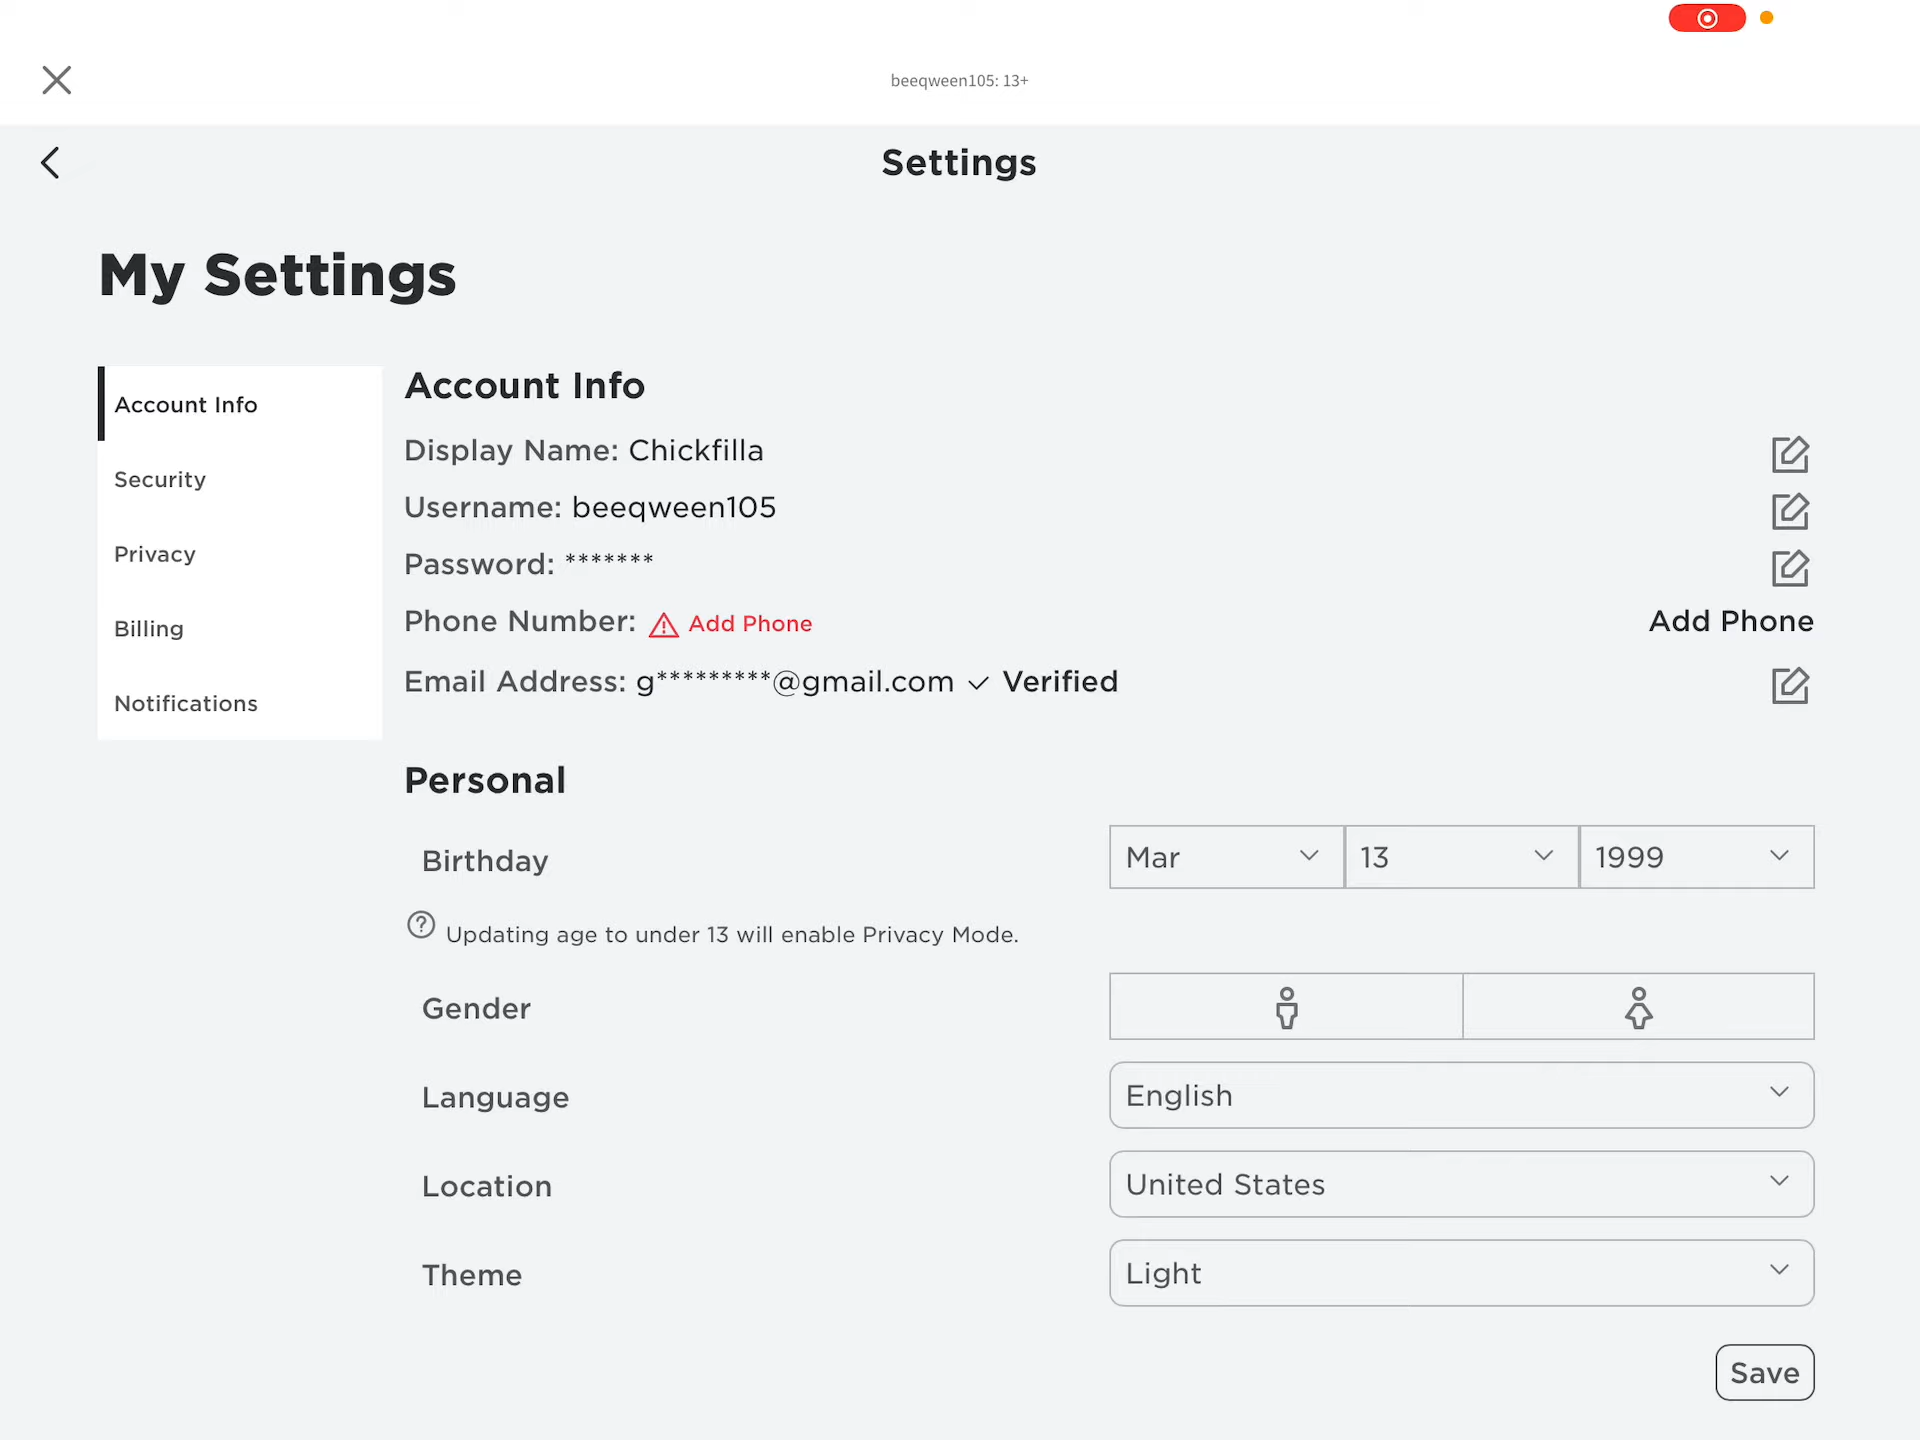 beeqween105: 13+
Settings
My Settings
Account Info
Security
Privacy
Billing
Notifications
Account Info
Display Name: Chickfilla
Username: beeqween105
Password: *******
Phone Number: Add Phone Add Phone
Email Address: g*********@gmail.com Verified
Personal
Birthday Mar 13 1999
Updating age to under 13 will enable Privacy Mode.
Gender
Language English
Location United States
Theme Light
Save